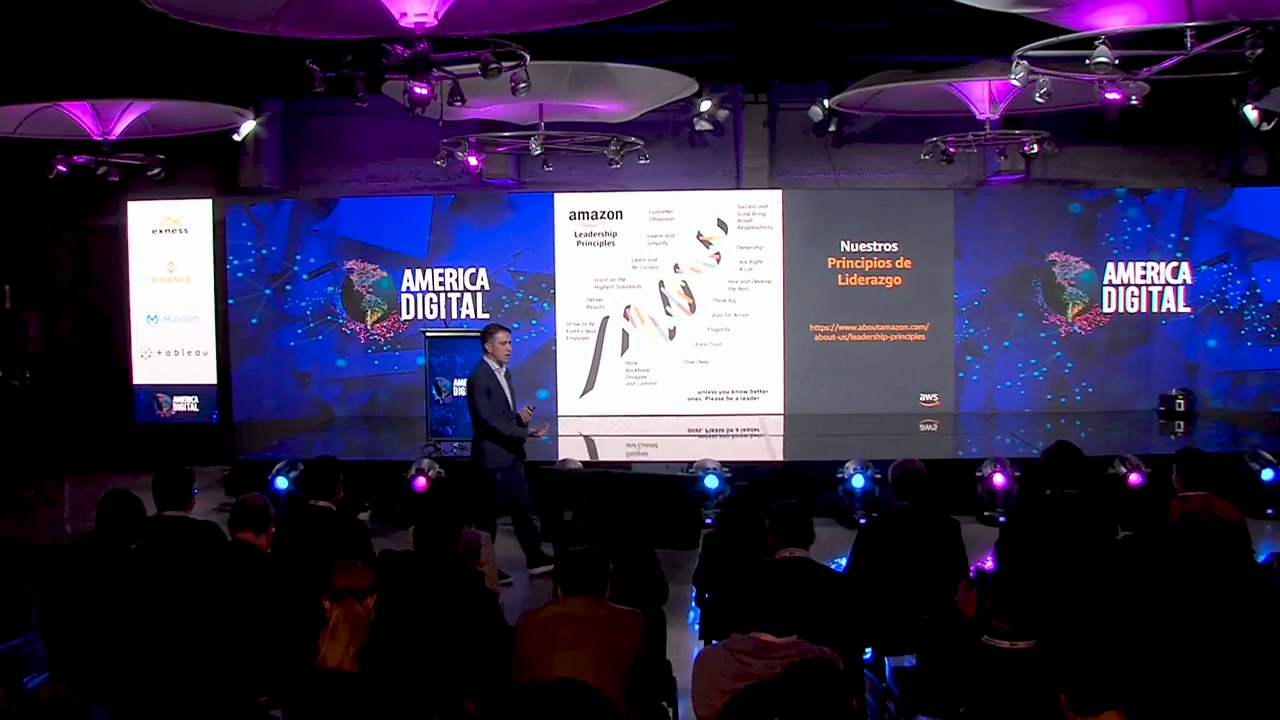 exness
BINANCE
MuleSoft
+ableau
AMERICA
DIGITAL
AMERICA
DIGITAL
amazon
Leadership
Principles
Customer
Obsession
Invent and
Simplify
Learn and
Be Curious
Insist on the
Highest Standards
Deliver
Results
Strive to be
Earth's Best
Employer
Have
Backbone;
Disagree
and Commit
Success and
Scale Bring
Broad
Responsibility
Ownership
Are Right
A Lot
Hire and Develop
the Best
Think Big
Bias for Action
Frugality
Earn Trust
Dive Deep
unless you know better
ones. Please be a leader
Nuestros
Principios de
Liderazgo
https://www.aboutamazon.com/
about-us/leadership-principles
aws
AMERICA
DIGITAL